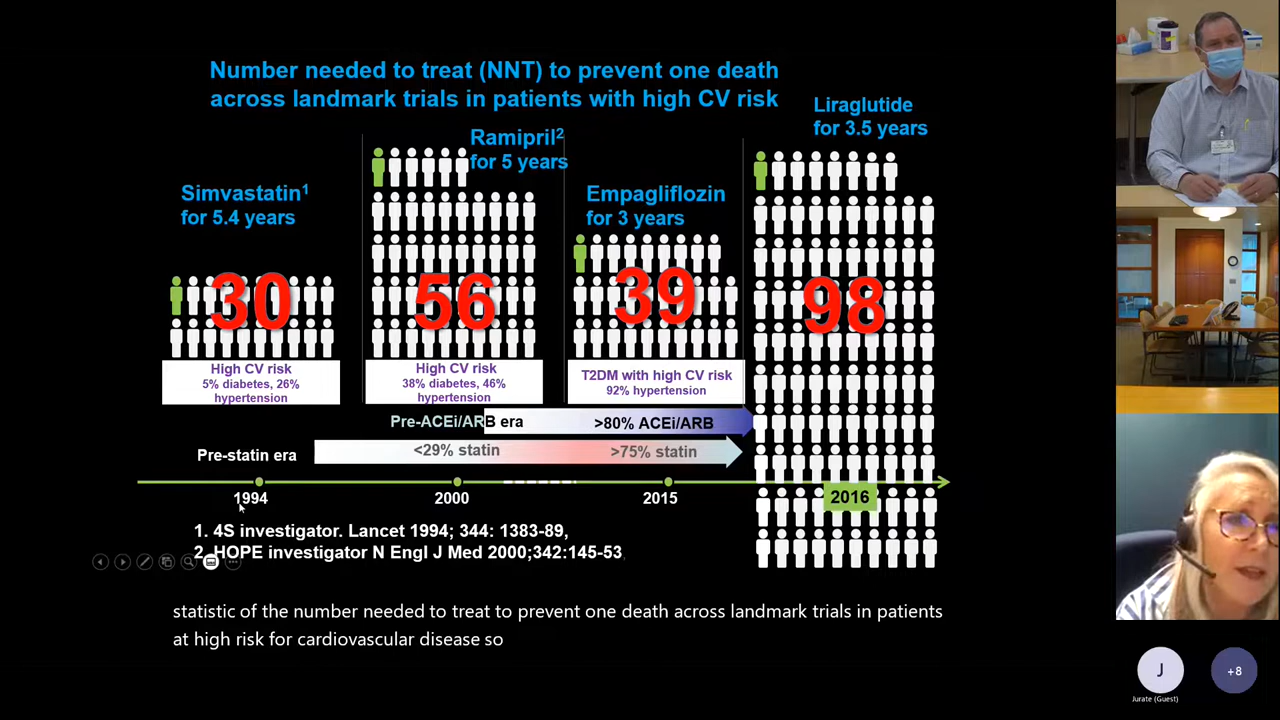 Number needed to treat (NNT) to prevent one death
across landmark trials in patients with high CV risk
Simvastatin1
for 5.4 years
Ramipril2
for 5 years
Empagliflozin
for 3 years
Liraglutide
for 3.5 years
30
56
39
98
High CV risk
5% diabetes, 26%
hypertension
High CV risk
38% diabetes, 46%
hypertension
T2DM with high CV risk
92% hypertension
Pre-ACEi/ARB era
>80% ACEi/ARB
Pre-statin era
<29% statin
>75% statin
1994
2000
2015
2016
1. 4S investigator. Lancet 1994; 344: 1383-89,
2. HOPE investigator N Engl J Med 2000;342:145-53
statistic of the number needed to treat to prevent one death across landmark trials in patients
at high risk for cardiovascular disease so
J
+8
Jurate (Guest)